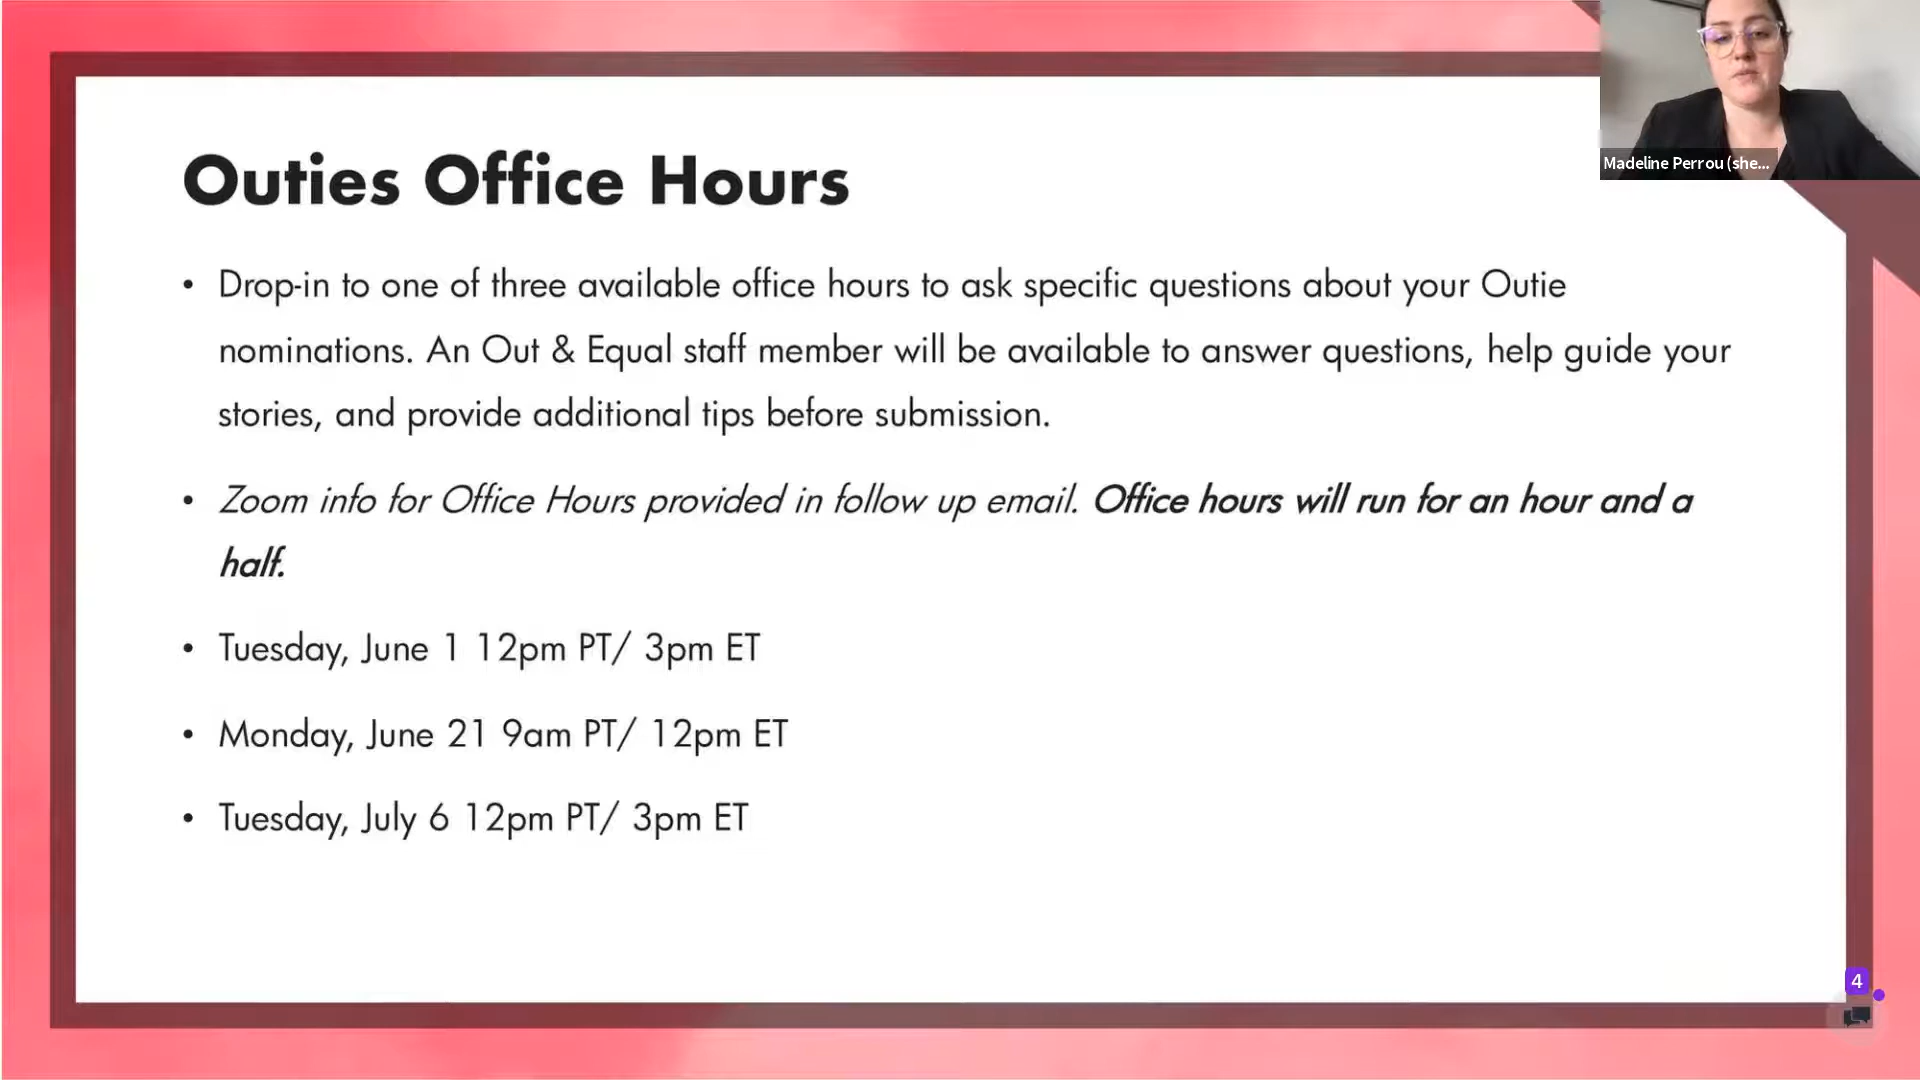 Madeline Perrou (she...
Outies Office Hours
• Drop-in to one of three available office hours to ask specific questions about your Outie
nominations. An Out & Equal staff member will be available to answer questions, help guide your
stories, and provide additional tips before submission.
• Zoom info for Office Hours provided in follow up email. Office hours will run for an hour and a
half.
• Tuesday, June 1 12pm PT/ 3pm ET
• Monday, June 21 9am PT/ 12pm ET
• Tuesday, July 6 12pm PT/ 3pm ET
4